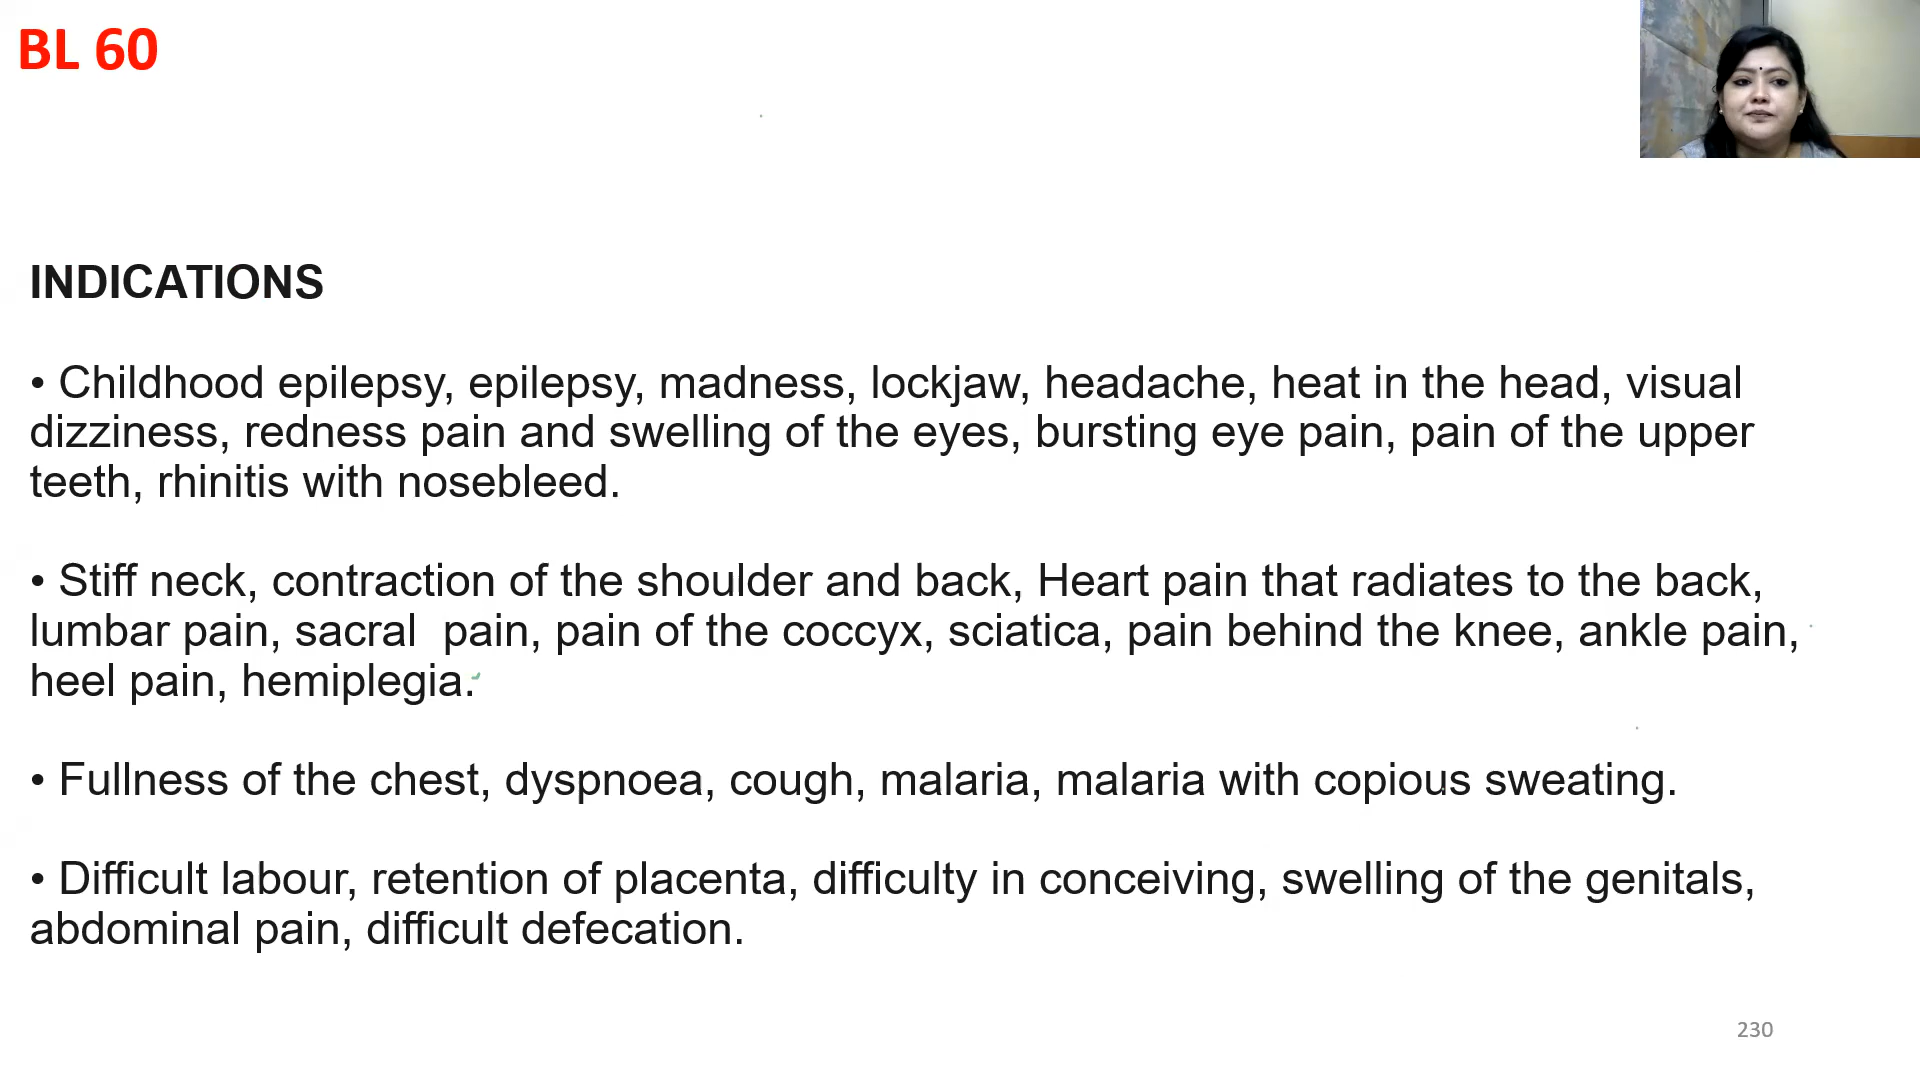 BL 60
INDICATIONS
• Childhood epilepsy, epilepsy, madness, lockjaw, headache, heat in the head, visual
dizziness, redness pain and swelling of the eyes, bursting eye pain, pain of the upper
teeth, rhinitis with nosebleed.
• Stiff neck, contraction of the shoulder and back, Heart pain that radiates to the back,
lumbar pain, sacral  pain, pain of the coccyx, sciatica, pain behind the knee, ankle pain,
heel pain, hemiplegia.
• Fullness of the chest, dyspnoea, cough, malaria, malaria with copious sweating.
• Difficult labour, retention of placenta, difficulty in conceiving, swelling of the genitals,
abdominal pain, difficult defecation.
230